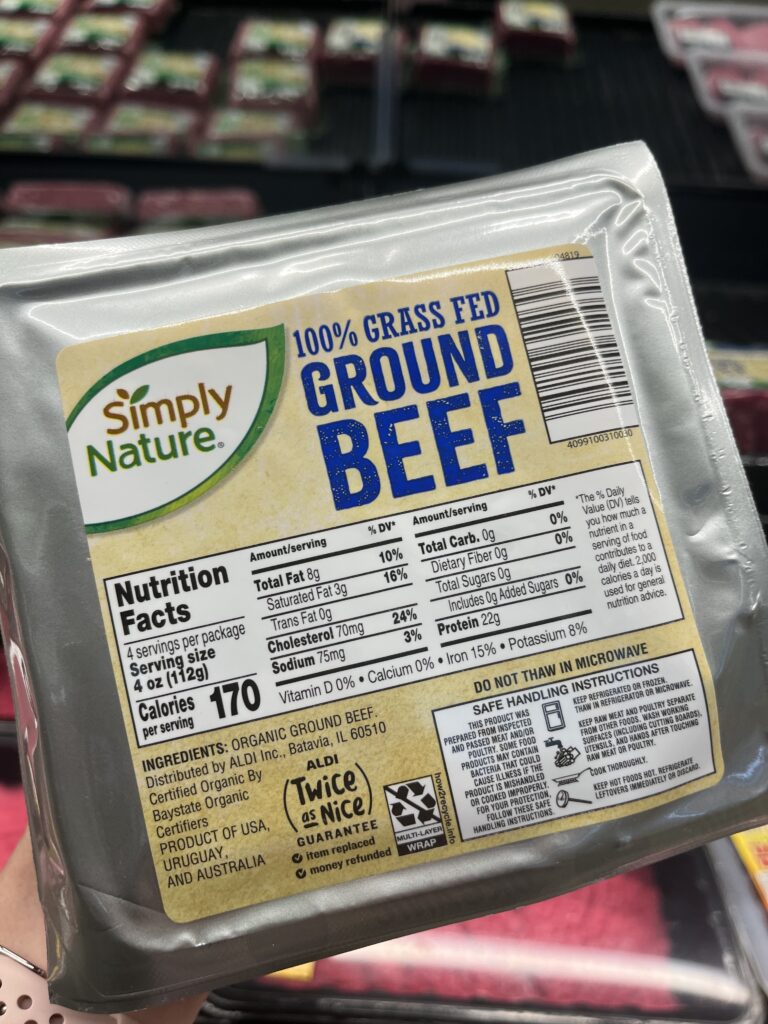 Simply
Nature®
100% GRASS FED
GROUND
BEEF
04819
4099100310030
Nutrition
Facts
4 servings per package
Serving size
4 oz (112g)
Calories
per serving
170
Amount/serving % DV*
Total Fat 8g 10%
Saturated Fat 3g 16%
Trans Fat 0g
Cholesterol 70mg 24%
Sodium 75mg 3%
Amount/serving % DV*
Total Carb. 0g 0%
Dietary Fiber 0g 0%
Total Sugars 0g
Includes 0g Added Sugars 0%
Protein 22g
Vitamin D 0% • Calcium 0% • Iron 15% • Potassium 8%
*The % Daily
Value (DV) tells
you how much a
nutrient in a
serving of food
contributes to a
daily diet. 2,000
calories a day is
used for general
nutrition advice.
INGREDIENTS: ORGANIC GROUND BEEF.
Distributed by ALDI Inc., Batavia, IL 60510
Certified Organic By
Baystate Organic
Certifiers
PRODUCT OF USA,
URUGUAY,
AND AUSTRALIA
ALDI
Twice
as Nice
GUARANTEE
item replaced
money refunded
MULTI-LAYER
WRAP
how2recycle.info
DO NOT THAW IN MICROWAVE
SAFE HANDLING INSTRUCTIONS
THIS PRODUCT WAS
PREPARED FROM INSPECTED
AND PASSED MEAT AND/OR
POULTRY. SOME FOOD
PRODUCTS MAY CONTAIN
BACTERIA THAT COULD
CAUSE ILLNESS IF THE
PRODUCT IS MISHANDLED
OR COOKED IMPROPERLY.
FOR YOUR PROTECTION,
FOLLOW THESE SAFE
HANDLING INSTRUCTIONS.
KEEP REFRIGERATED OR FROZEN.
THAW IN REFRIGERATOR OR MICROWAVE.
KEEP RAW MEAT AND POULTRY SEPARATE
FROM OTHER FOODS. WASH WORKING
SURFACES (INCLUDING CUTTING BOARDS),
UTENSILS, AND HANDS AFTER TOUCHING
RAW MEAT OR POULTRY.
COOK THOROUGHLY.
KEEP HOT FOODS HOT. REFRIGERATE
LEFTOVERS IMMEDIATELY OR DISCARD.